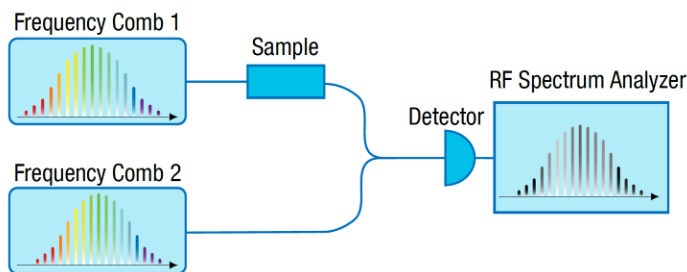 Frequency Comb 1
Sample
RF Spectrum Analyzer
Detector
Frequency Comb 2